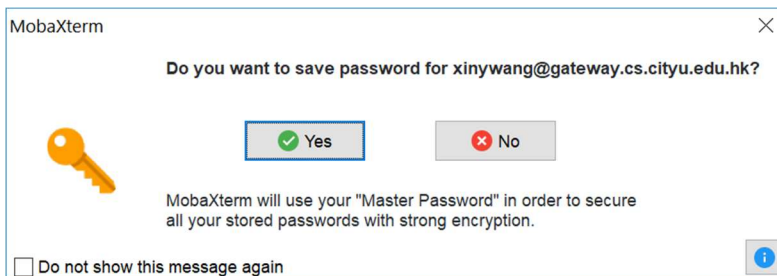 MobaXterm
Do you want to save password for xinywang@gateway.cs.cityu.edu.hk?
Yes
No
MobaXterm will use your "Master Password" in order to secure
all your stored passwords with strong encryption.
Do not show this message again